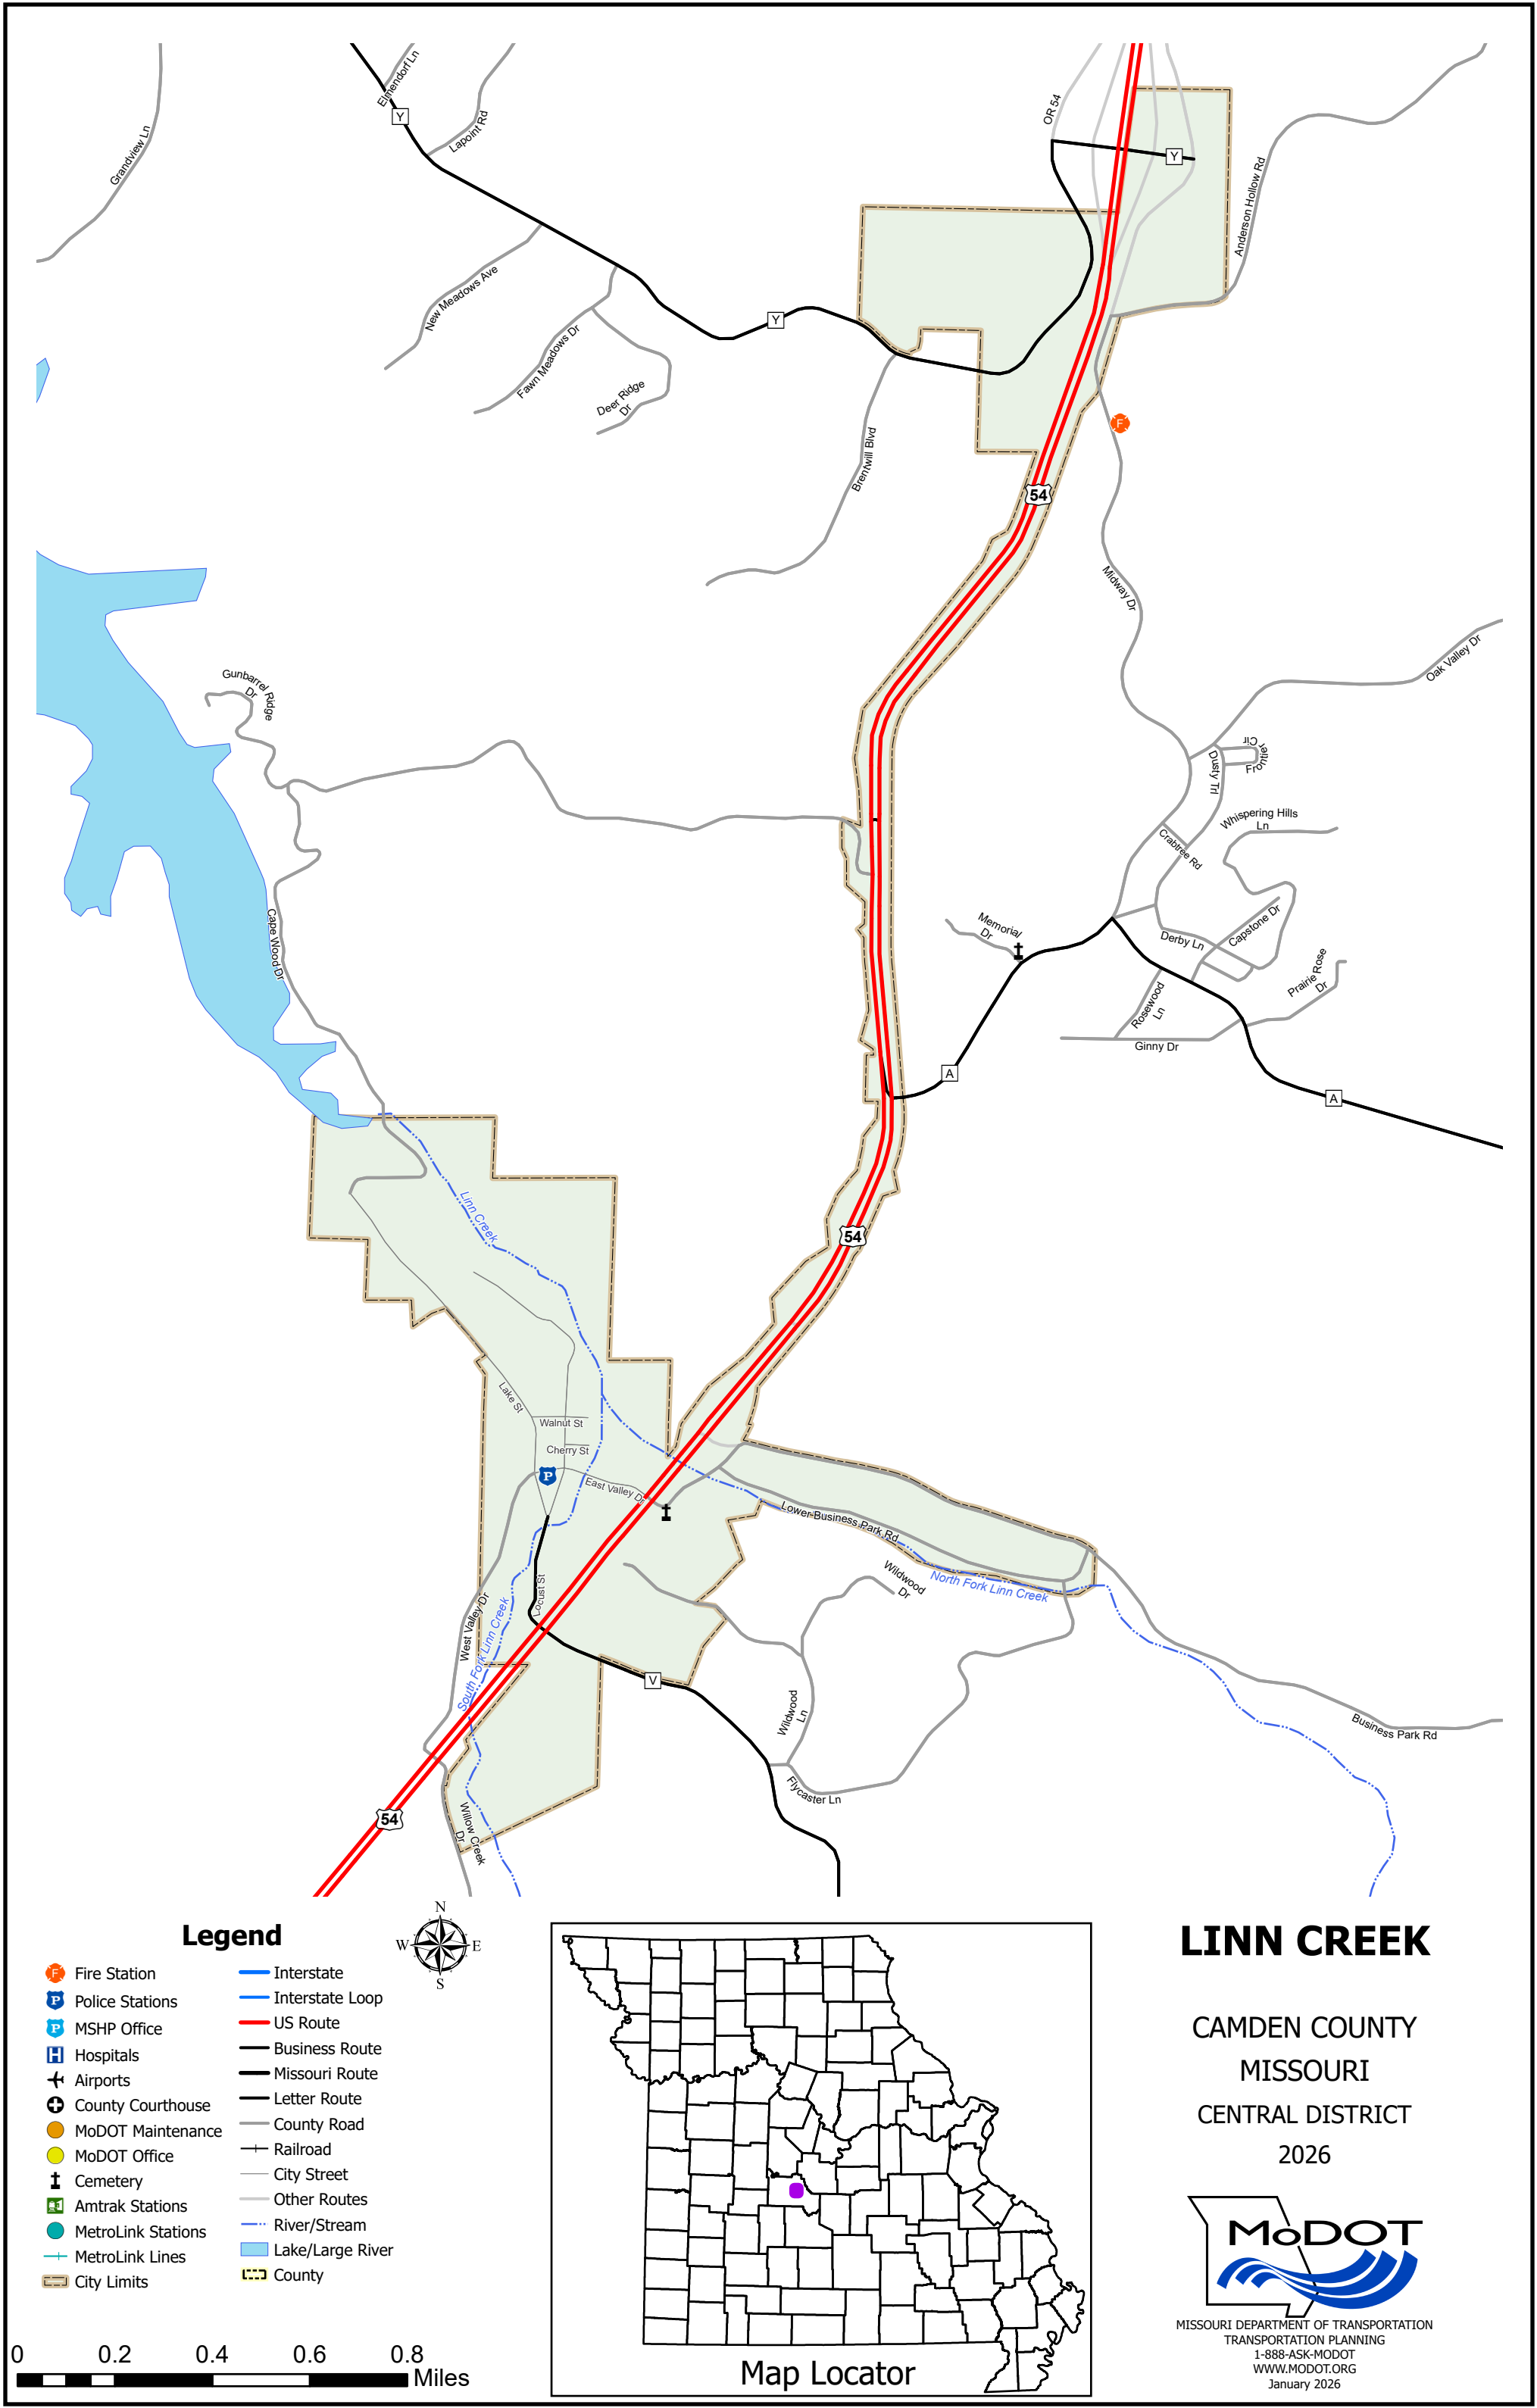 Elmendorf Ln
Y
Lapoint Rd
Grandview Ln
OR 54
Y
Anderson Hollow Rd
New Meadows Ave
Y
Fawn Meadows Dr
Deer Ridge
Dr
F
Brentwill Blvd
54
Midway Dr
Oak Valley Dr
Gunbarrel Ridge
Dr
Frontier Cir
Dusty Trl
Whispering Hills
Ln
Crabtree Rd
Cape Wood Dr
Memorial
Dr
Capstone Dr
Derby Ln
Prairie Rose
Dr
Rosewood
Ln
Ginny Dr
A
A
Linn Creek
54
Lake St
Walnut St
Cherry St
P
East Valley Dr
Lower Business Park Rd
Wildwood
Dr
North Fork Linn Creek
Locust St
West Valley Dr
South Fork Linn Creek
V
Wildwood
Ln
Business Park Rd
Flycaster Ln
54
Willow Creek
Dr
Legend
N
W
E
S
Fire Station
Police Stations
MSHP Office
Hospitals
Airports
County Courthouse
MoDOT Maintenance
MoDOT Office
Cemetery
Amtrak Stations
MetroLink Stations
MetroLink Lines
City Limits
Interstate
Interstate Loop
US Route
Business Route
Missouri Route
Letter Route
County Road
Railroad
City Street
Other Routes
River/Stream
Lake/Large River
County
0 0.2 0.4 0.6 0.8
Miles
Map Locator
LINN CREEK
CAMDEN COUNTY
MISSOURI
CENTRAL DISTRICT
2026
MoDOT
MISSOURI DEPARTMENT OF TRANSPORTATION
TRANSPORTATION PLANNING
1-888-ASK-MODOT
WWW.MODOT.ORG
January 2026